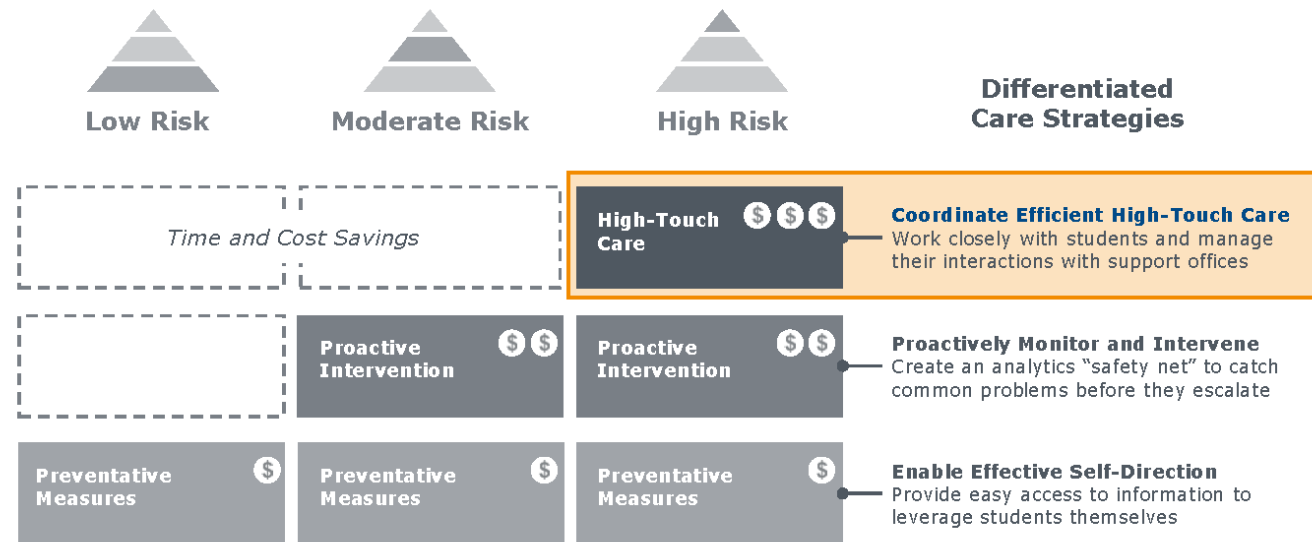 Low Risk
Moderate Risk
High Risk
Differentiated
Care Strategies
Time and Cost Savings
High-Touch
Care
$ $ $
Coordinate Efficient High-Touch Care
Work closely with students and manage
their interactions with support offices
Proactive
Intervention
$ $
Proactive
Intervention
$ $
Proactively Monitor and Intervene
Create an analytics “safety net” to catch
common problems before they escalate
Preventative
Measures
$
Preventative
Measures
$
Preventative
Measures
$
Enable Effective Self-Direction
Provide easy access to information to
leverage students themselves